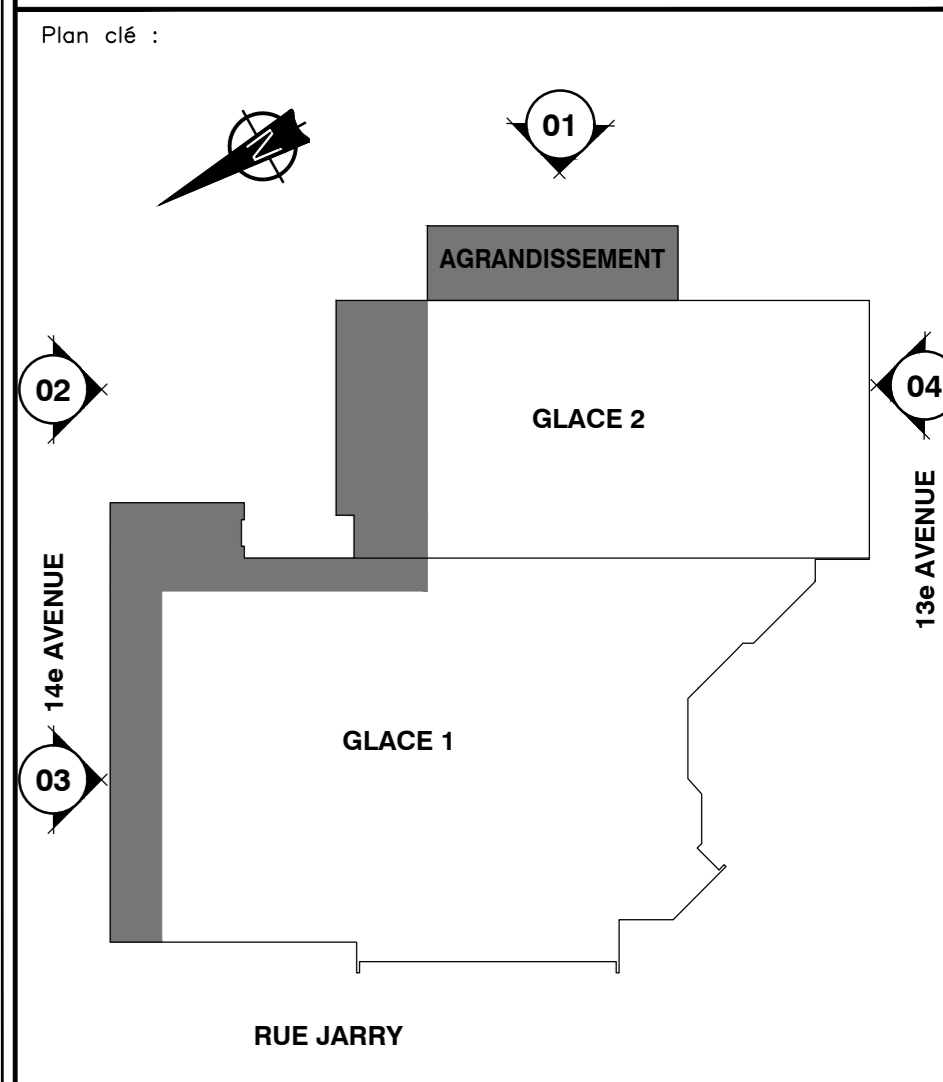 Plan clé :
N
01
AGRANDISSEMENT
02
04
GLACE 2
13e AVENUE
14e AVENUE
GLACE 1
03
RUE JARRY